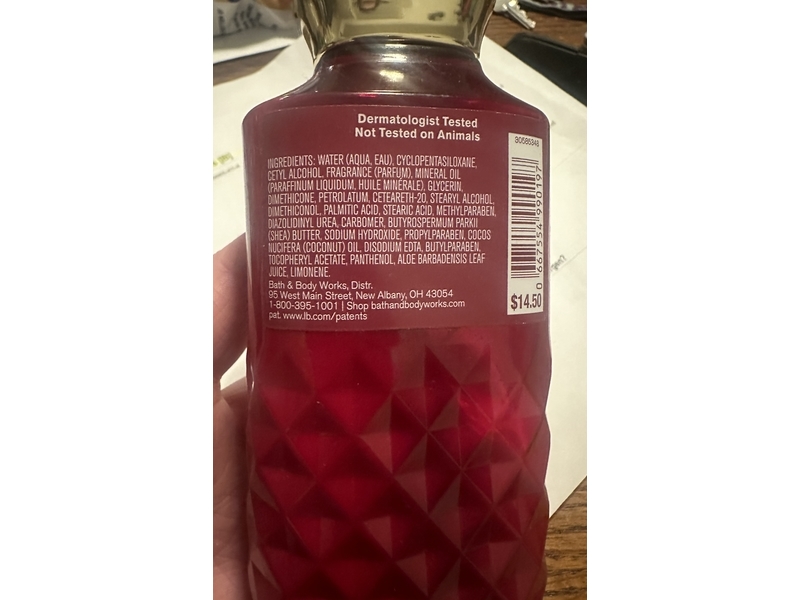 Dermatologist Tested
Not Tested on Animals
INGREDIENTS: WATER (AQUA, EAU), CYCLOPENTASILOXANE,
CETYL ALCOHOL, FRAGRANCE (PARFUM), MINERAL OIL
(PARAFFINUM LIQUIDUM, HUILE MINÉRALE), GLYCERIN,
DIMETHICONE, PETROLATUM, CETEARETH-20, STEARYL ALCOHOL,
DIMETHICONOL, PALMITIC ACID, STEARIC ACID, METHYLPARABEN,
DIAZOLIDINYL UREA, CARBOMER, BUTYROSPERMUM PARKII
(SHEA) BUTTER, SODIUM HYDROXIDE, PROPYLPARABEN, COCOS
NUCIFERA (COCONUT) OIL, DISODIUM EDTA, BUTYLPARABEN,
TOCOPHERYL ACETATE, PANTHENOL, ALOE BARBADENSIS LEAF
JUICE, LIMONENE.
Bath & Body Works, Distr.
95 West Main Street, New Albany, OH 43054
1-800-395-1001 | Shop bathandbodyworks.com
pat. www.lb.com/patents
0 667554 990197
$14.50